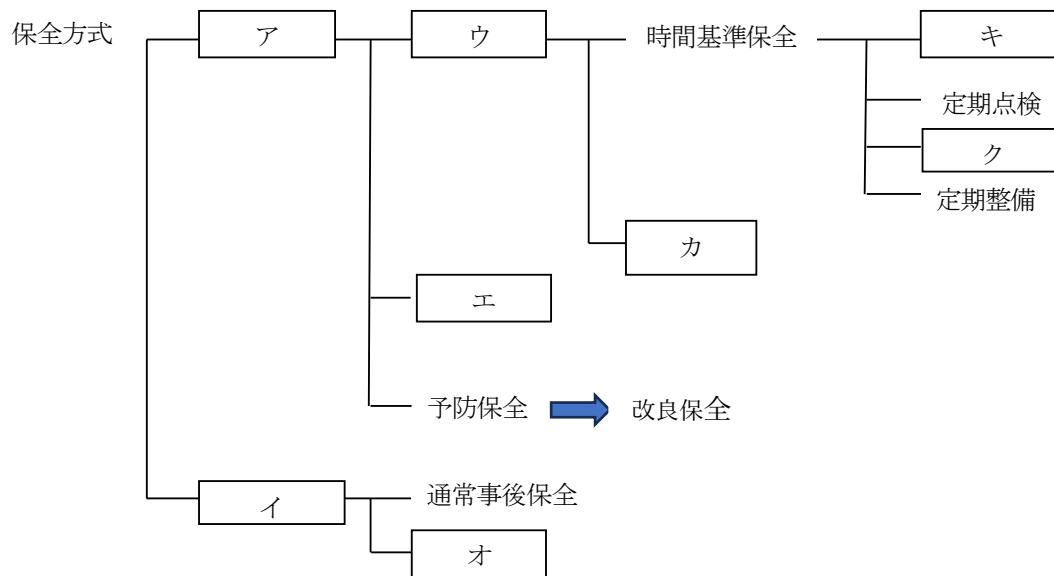 保全方式
ア
ウ
時間基準保全
キ
定期点検
ク
定期整備
カ
エ
予防保全
改良保全
イ
通常事後保全
オ